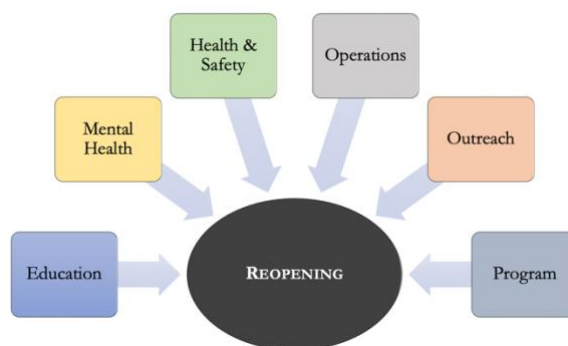 Health &
Safety
Operations
Mental
Health
Outreach
Education
REOPENING
Program